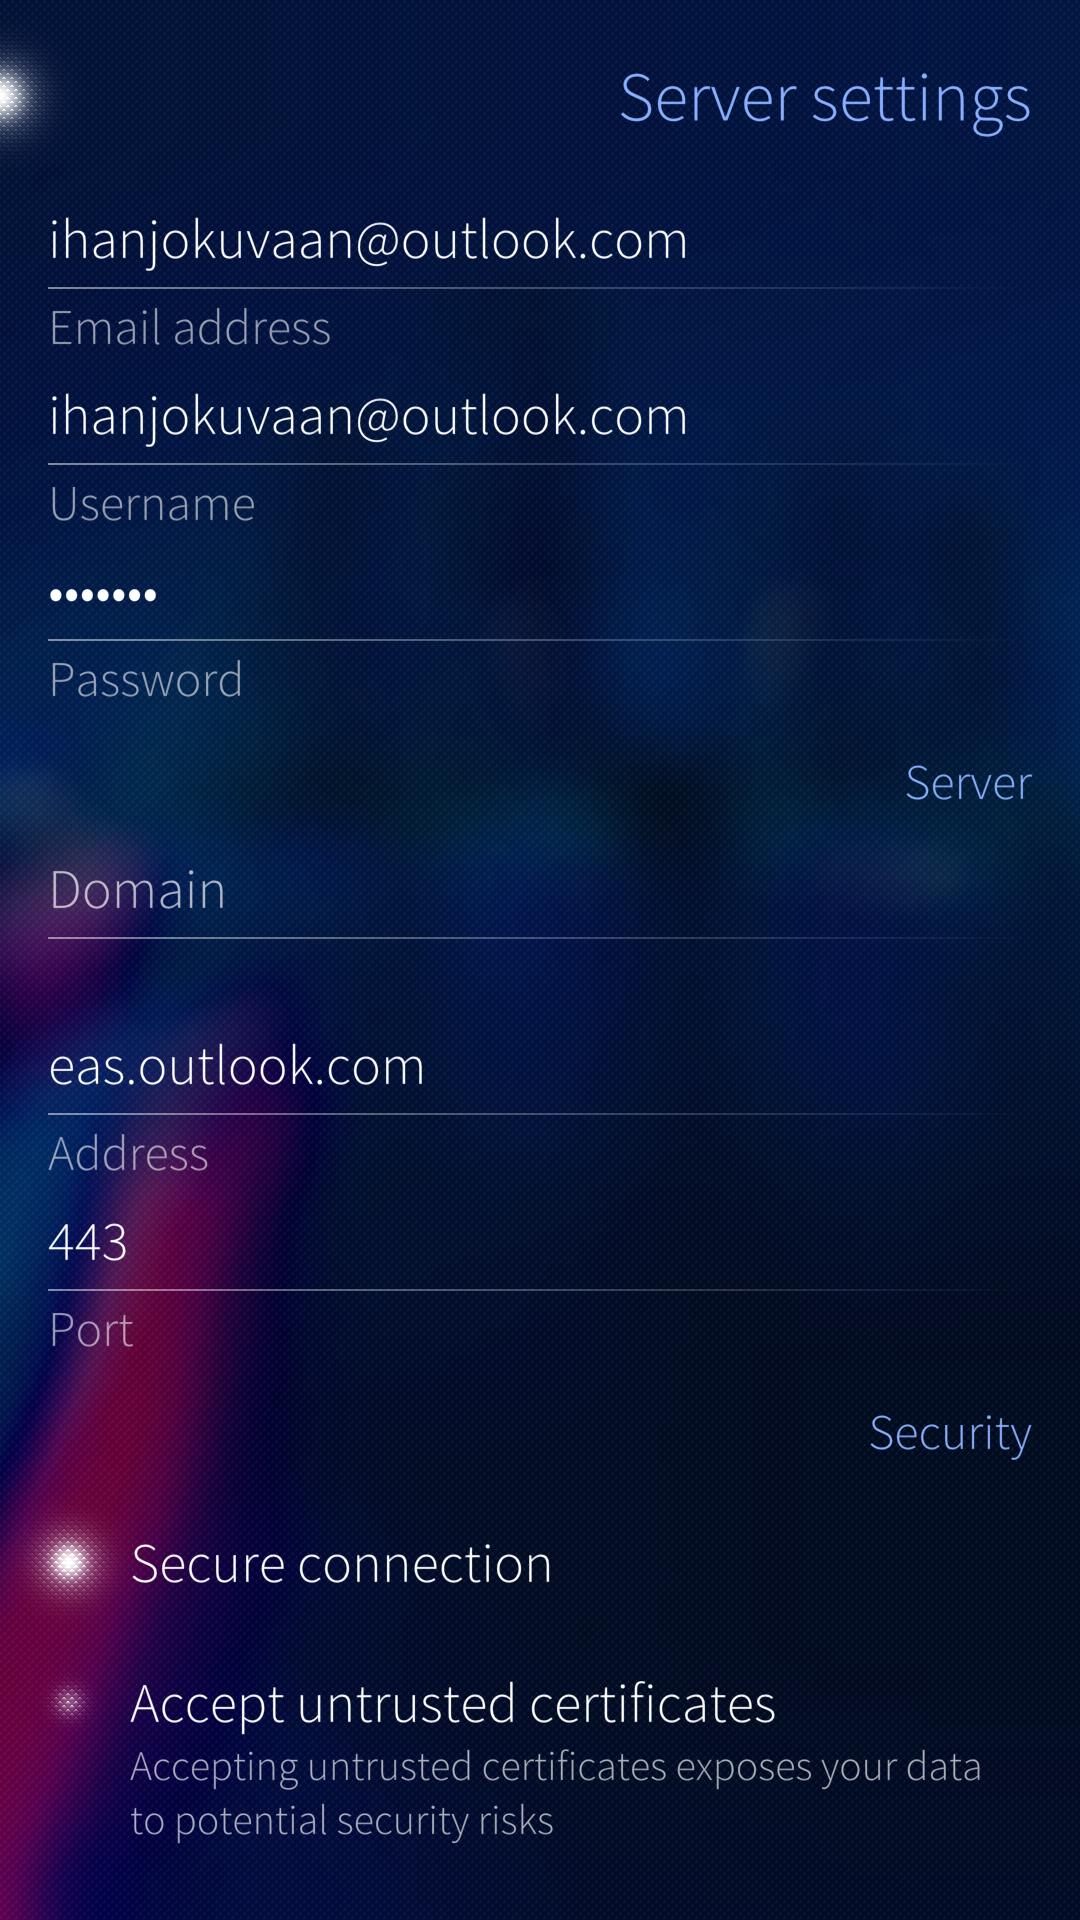 Server settings
ihanjokuvaan@outlook.com
Email address
ihanjokuvaan@outlook.com
Username
•••••••
Password
Server
Domain
eas.outlook.com
Address
443
Port
Security
Secure connection
Accept untrusted certificates
Accepting untrusted certificates exposes your data
to potential security risks